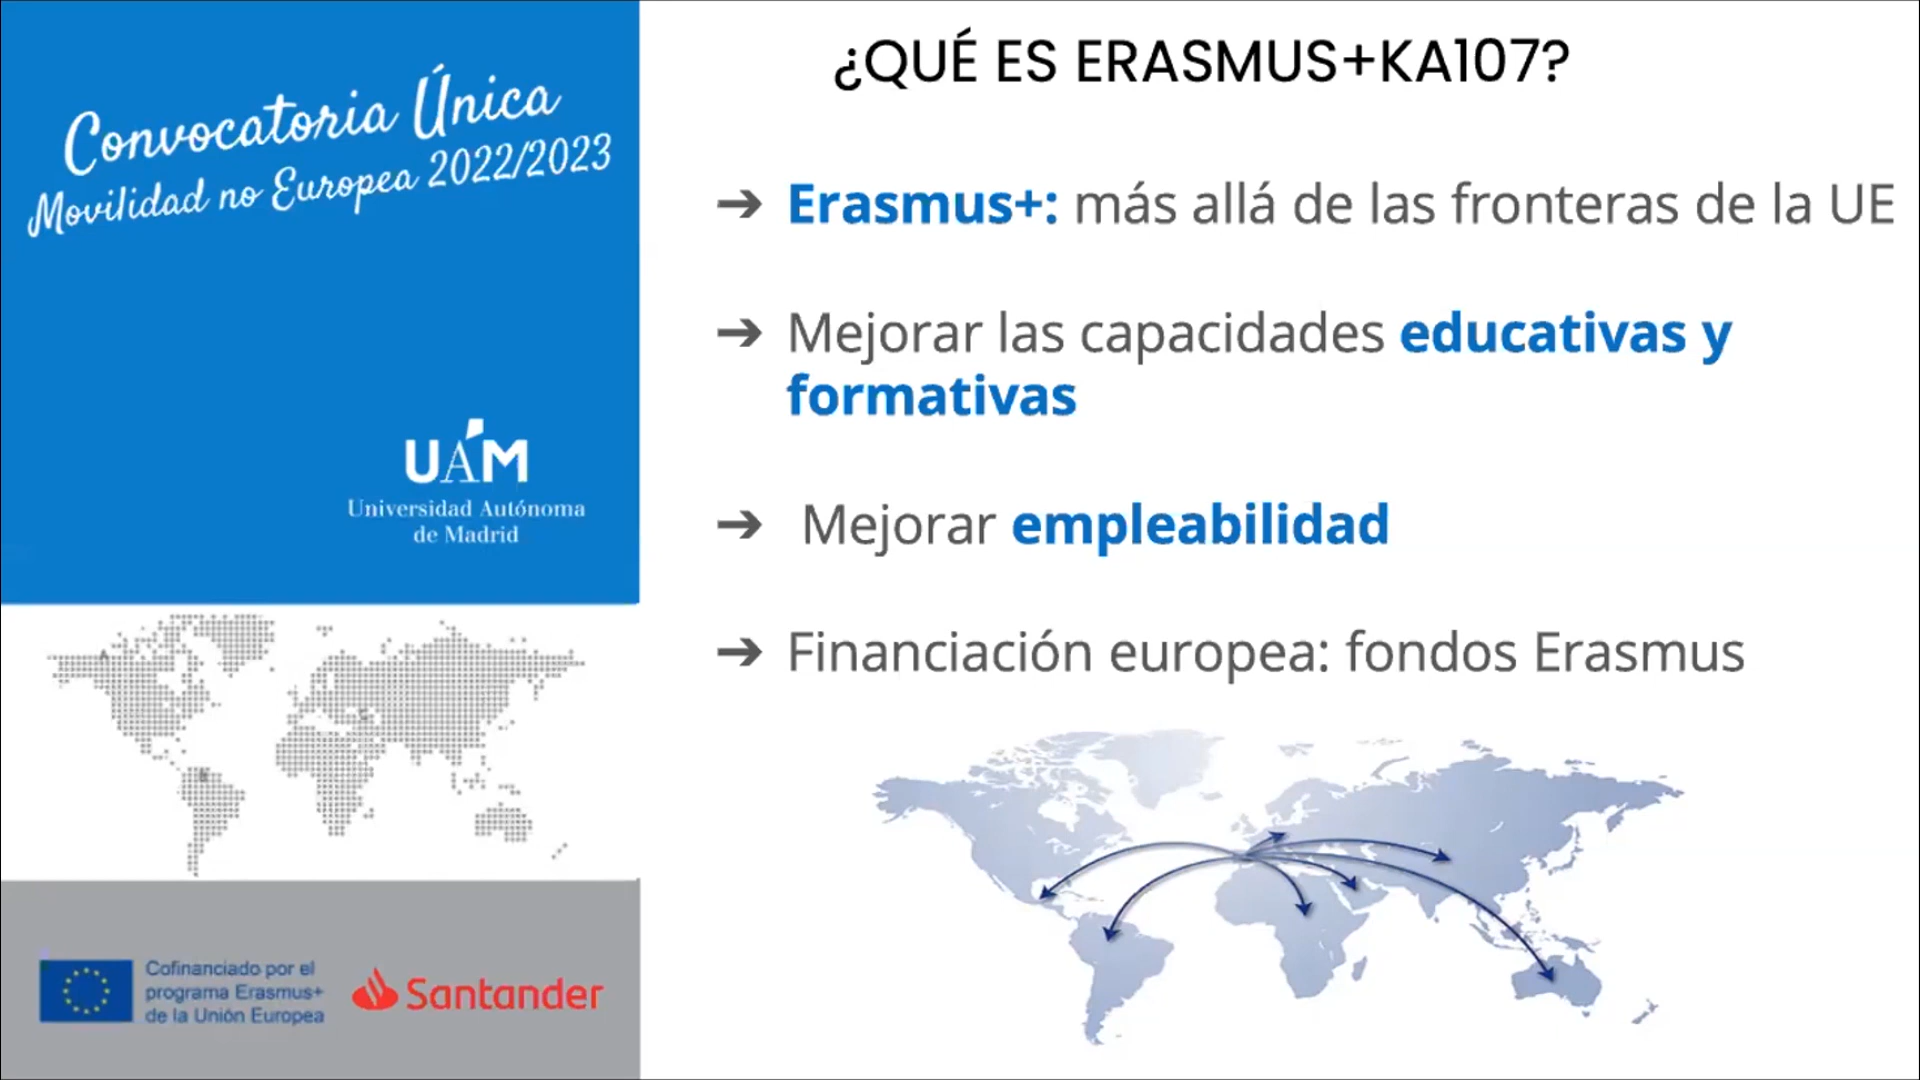 Convocatoria Única
Movilidad no Europea 2022/2023
UAM
Universidad Autónoma
de Madrid
Cofinanciado por el
programa Erasmus+
de la Unión Europea
Santander
¿QUÉ ES ERASMUS+KA107?
➔ Erasmus+: más allá de las fronteras de la UE
➔ Mejorar las capacidades educativas y
formativas
➔ Mejorar empleabilidad
➔ Financiación europea: fondos Erasmus